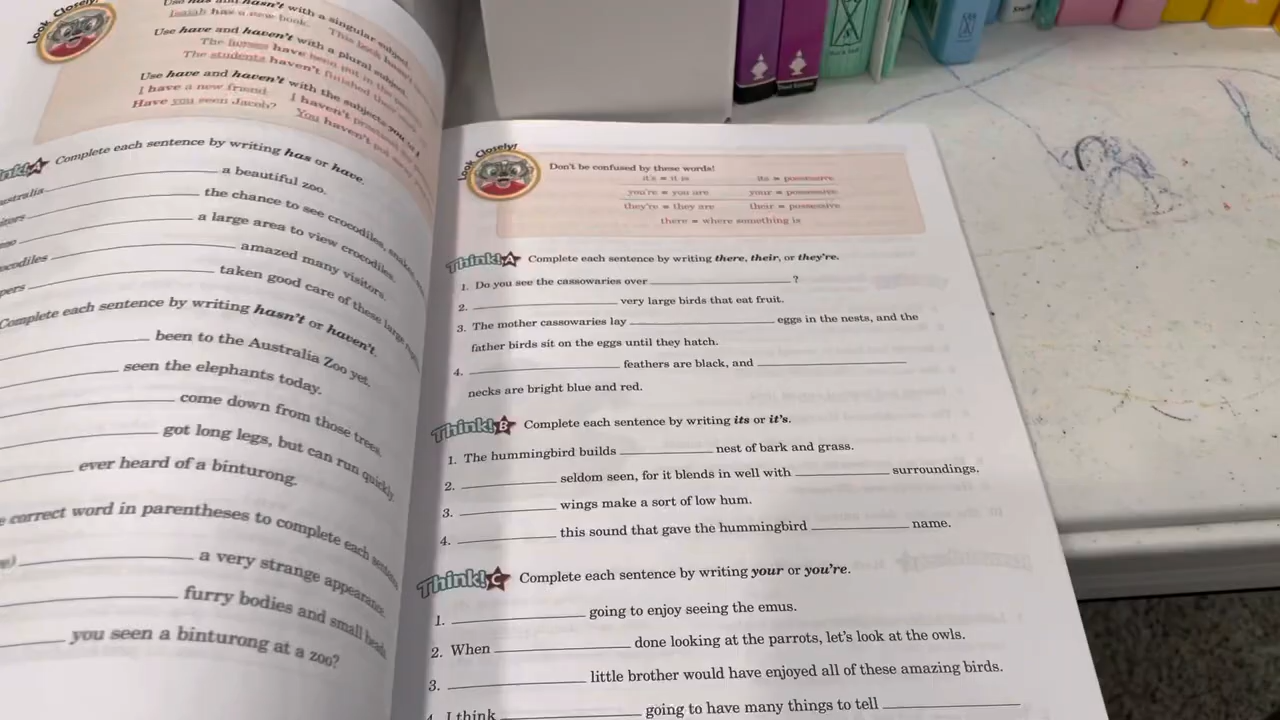 Look Closely!
Use has and hasn't with a singular subject.
Isaiah has a new book. This book hasn't
Use have and haven't with a plural subject.
The have been put in the
The students haven't finished they
Use have and haven't with the subjects you
I have a new friend. I haven't
Have you seen Jacob? You haven't put
Complete each sentence by writing has or have.
a beautiful zoo.
the chance to see crocodiles,
a large area to view crocodiles.
amazed many visitors.
taken good care of these large
Complete each sentence by writing hasn't or haven't.
been to the Australia Zoo yet.
seen the elephants today.
come down from those trees.
got long legs, but can run quickly.
ever heard of a binturong.
correct word in parentheses to complete each
a very strange appearance.
furry bodies and small
you seen a binturong at a zoo?
Look Closely!
Don't be confused by these words!
it's = it is its = possessive
you're = you are your = possessive
they're = they are their = possessive
there = where something is
Think! A Complete each sentence by writing there, their, or they're.
1. Do you see the cassowaries over ?
2. very large birds that eat fruit.
3. The mother cassowaries lay eggs in the nests, and the
father birds sit on the eggs until they hatch.
4. feathers are black, and
necks are bright blue and red.
Think! B Complete each sentence by writing its or it's.
1. The hummingbird builds nest of bark and grass.
2. seldom seen, for it blends in well with surroundings.
3. wings make a sort of low hum.
4. this sound that gave the hummingbird name.
Think! C Complete each sentence by writing your or you're.
1. going to enjoy seeing the emus.
2. When done looking at the parrots, let's look at the owls.
3. little brother would have enjoyed all of these amazing birds.
4. I think going to have many things to tell